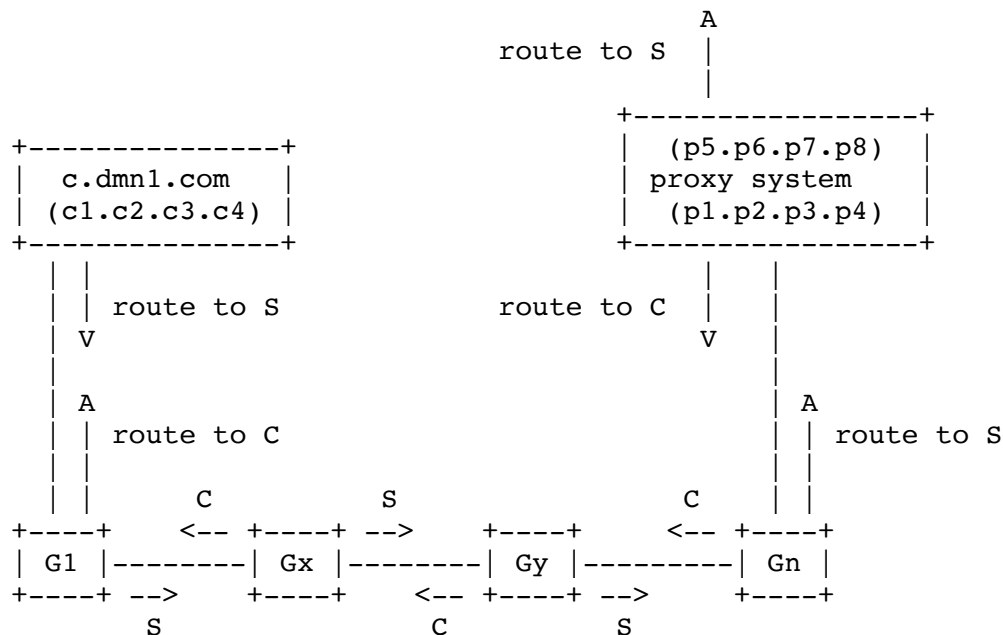 A
                            route to S       |
                                             |
                                    +-----------------+
+---------------+                   |  (p5.p6.p7.p8)  |
|  c.dmn1.com   |                   | proxy system    |
| (c1.c2.c3.c4) |                   | (p1.p2.p3.p4)   |
+---------------+                   +-----------------+
  | |                                    |   |
  | | route to S            route to C   |   |
  | V                                    V   |
  |                                          |
  | A                                        | A
  | | route to C                             | | route to S
  | |                                        | |
  | |      C          S                 C    | |
+----+    <-- +----+ -->    +----+     <-- +----+
| G1 |--------| Gx |--------| Gy |---------| Gn |
+----+ -->    +----+    <-- +----+ -->     +----+
        S                C          S